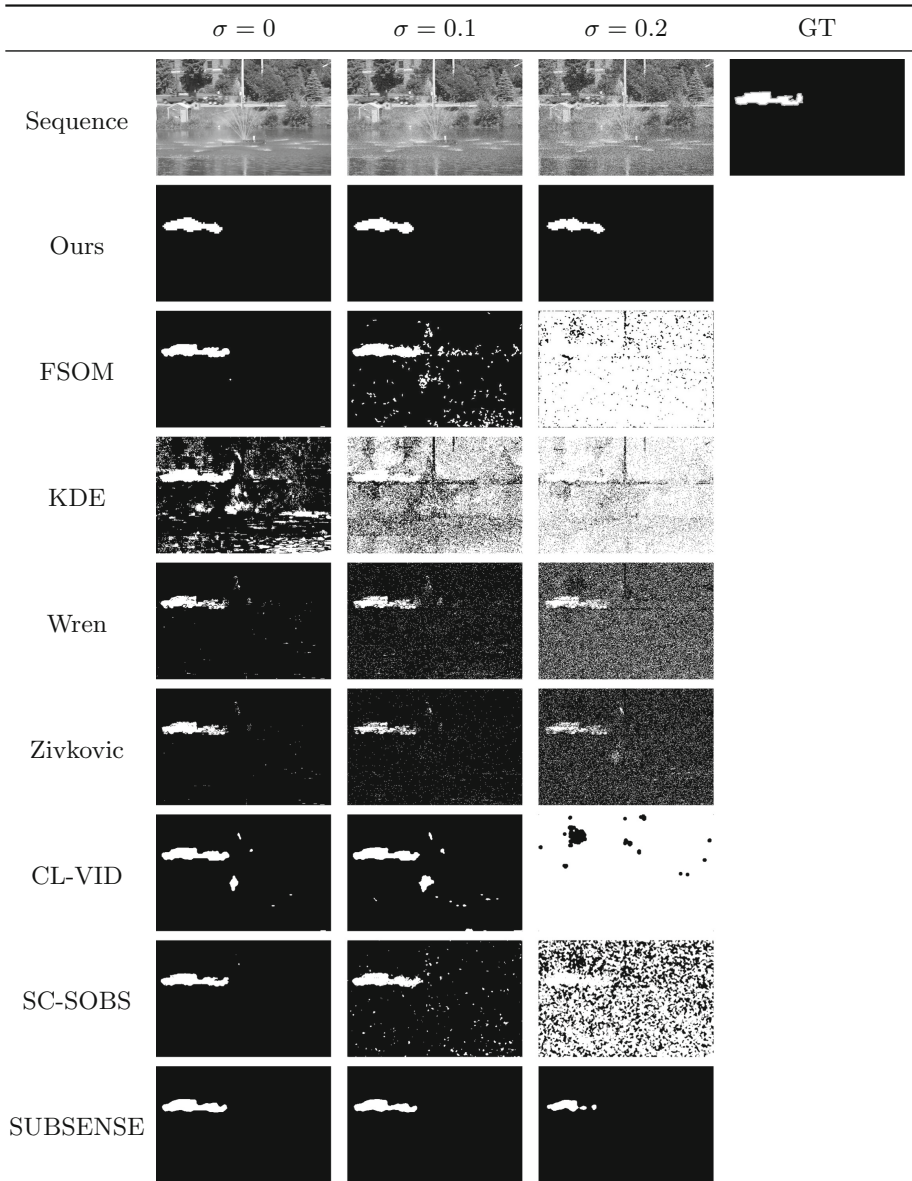 σ = 0 σ = 0.1 σ = 0.2 GT
Sequence
Ours
FSOM
KDE
Wren
Zivkovic
CL-VID
SC-SOBS
SUBSENSE